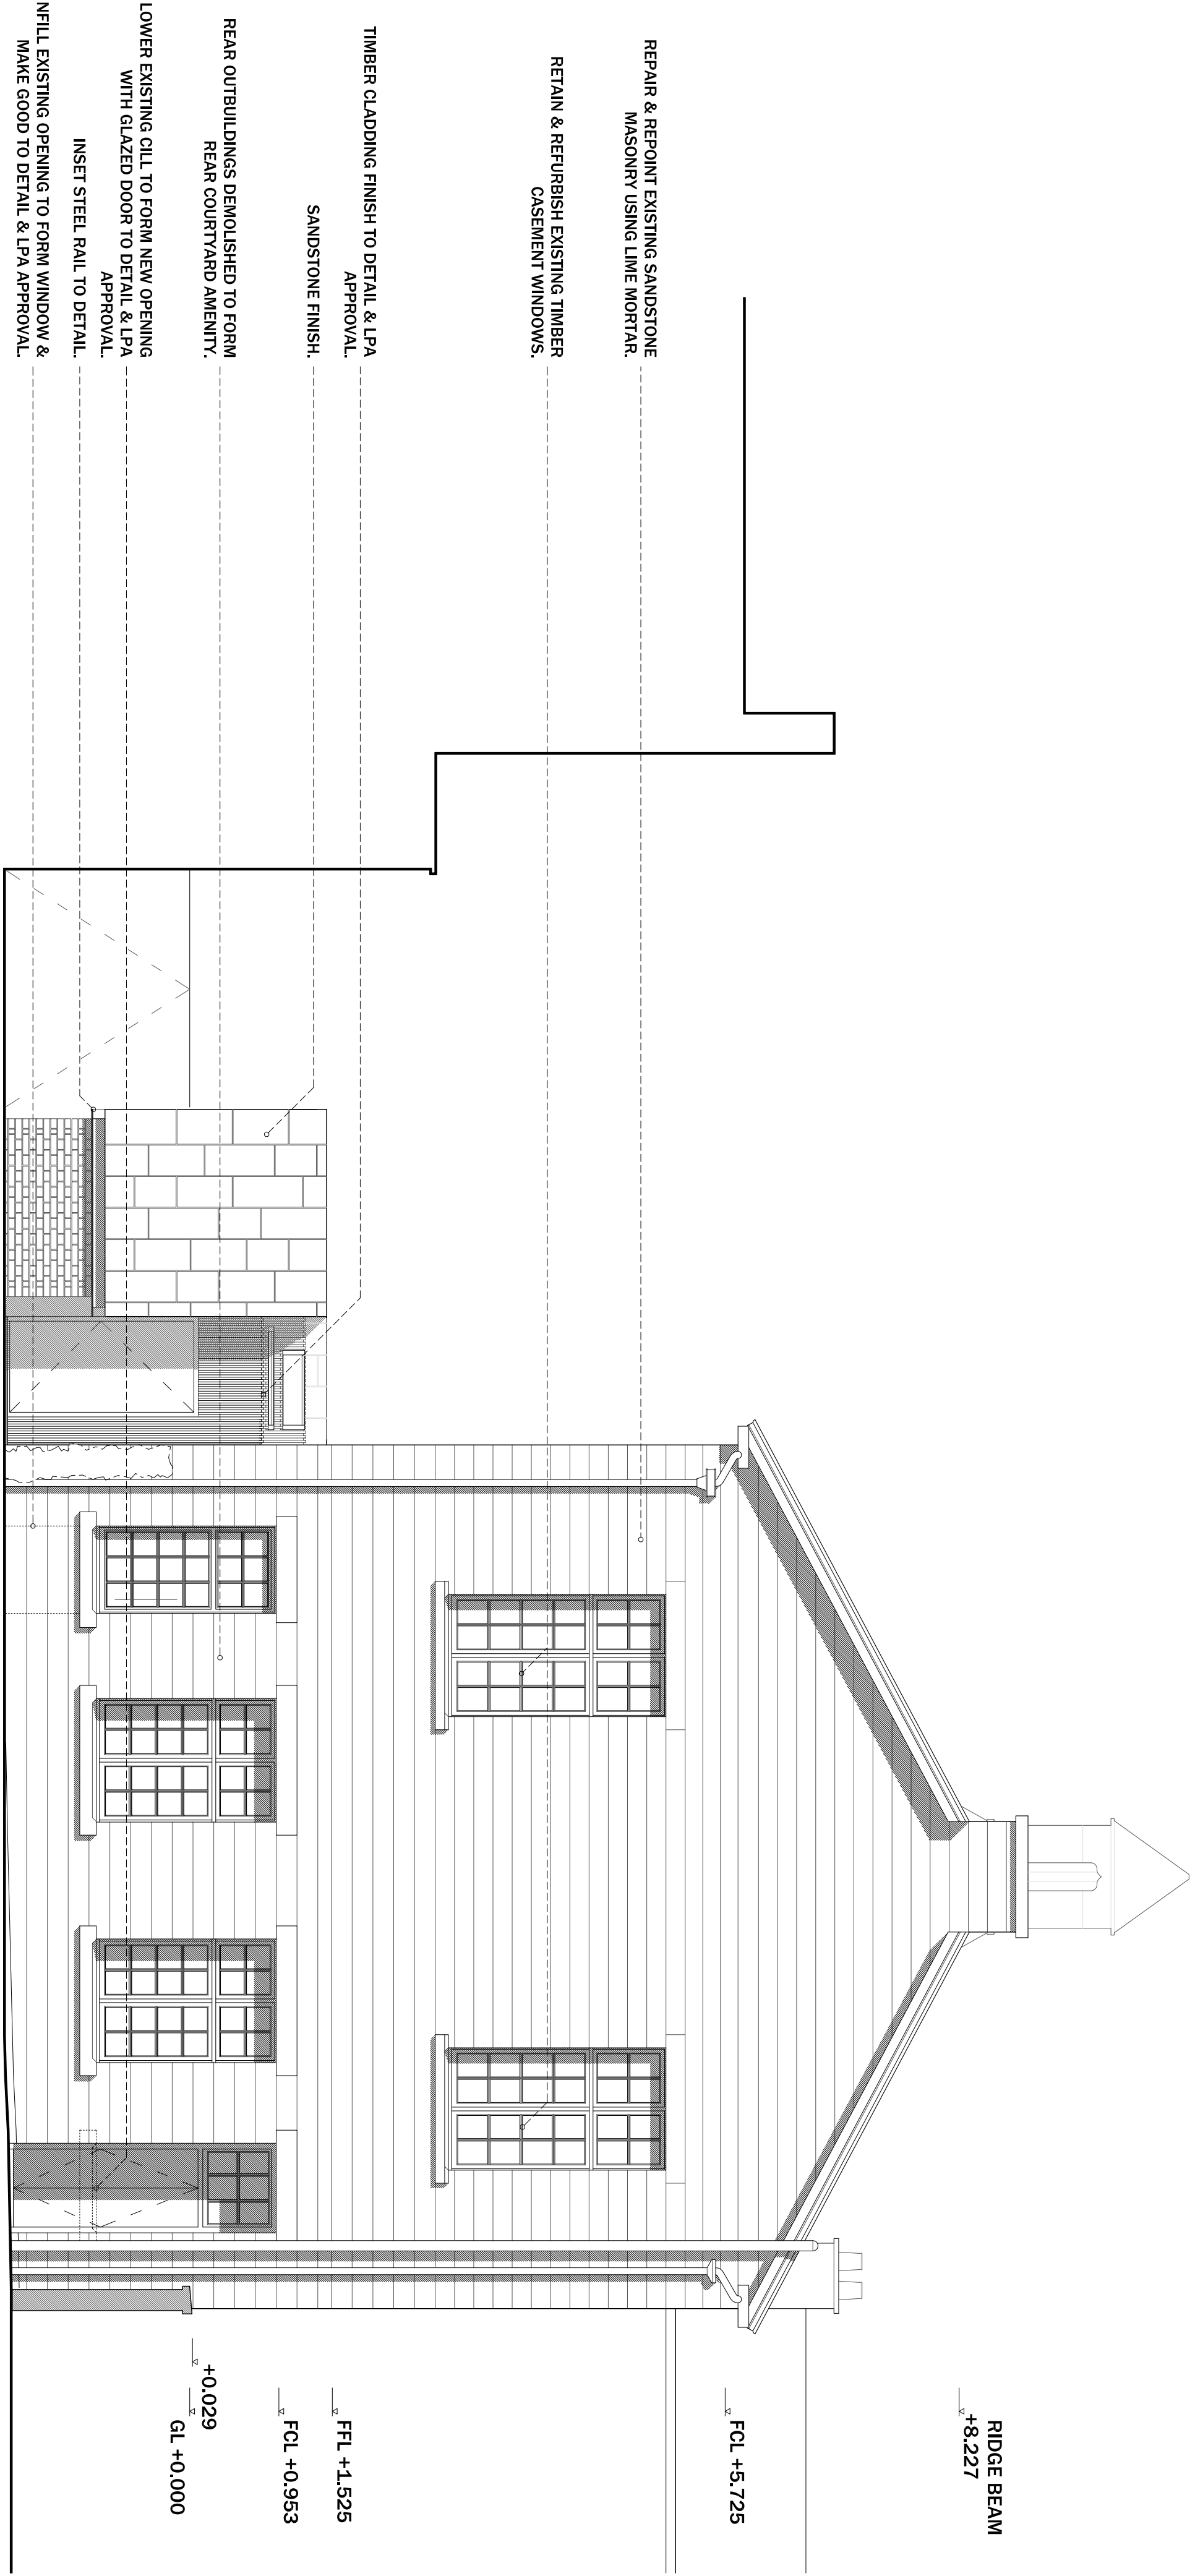 REPAIR & REPOINT EXISTING SANDSTONE
MASONRY USING LIME MORTAR.
RETAIN & REFURBISH EXISTING TIMBER
CASEMENT WINDOWS.
TIMBER CLADDING FINISH TO DETAIL & LPA
APPROVAL.
SANDSTONE FINISH.
REAR OUTBUILDINGS DEMOLISHED TO FORM
REAR COURTYARD AMENITY.
LOWER EXISTING CILL TO FORM NEW OPENING
WITH GLAZED DOOR TO DETAIL & LPA
APPROVAL.
INSET STEEL RAIL TO DETAIL.
NFILL EXISTING OPENING TO FORM WINDOW &
MAKE GOOD TO DETAIL & LPA APPROVAL.
RIDGE BEAM
+8.227
FCL +5.725
FFL +1.525
FCL +0.953
+0.029
GL +0.000